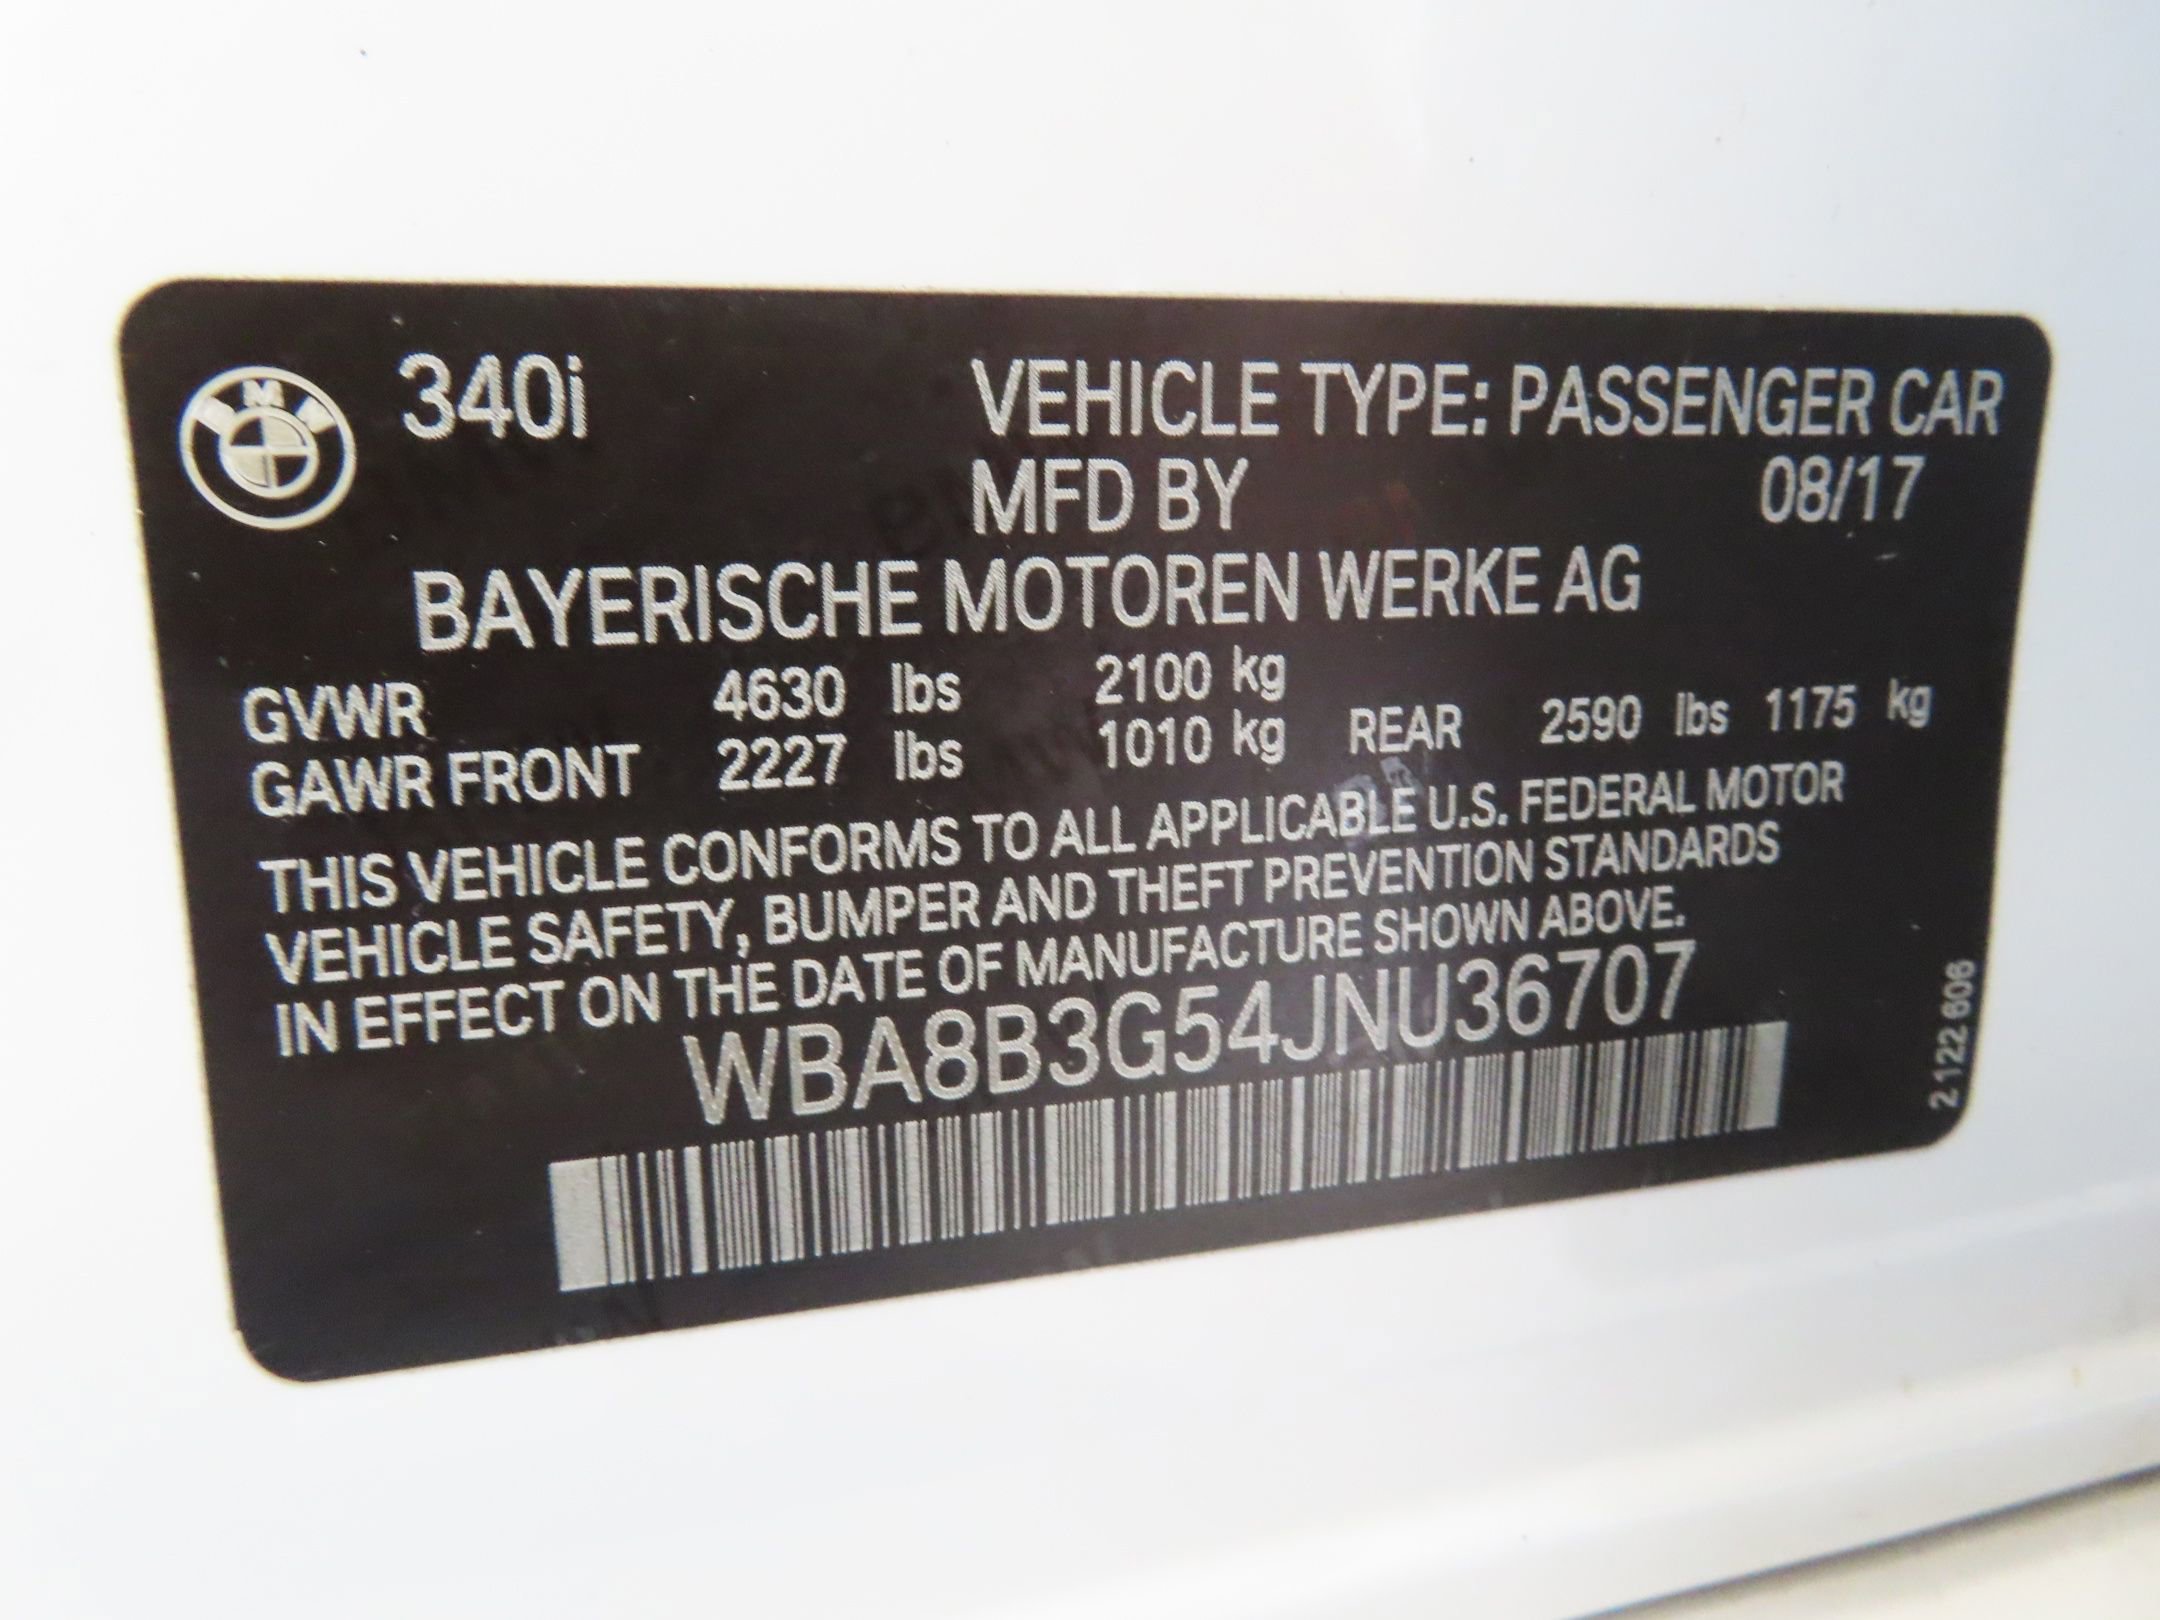 BMW 340i VEHICLE TYPE: PASSENGER CAR
MFD BY 08/17
BAYERISCHE MOTOREN WERKE AG
GVWR 4630 lbs 2100 kg
GAWR FRONT 2227 lbs 1010 kg REAR 2590 lbs 1175 kg
THIS VEHICLE CONFORMS TO ALL APPLICABLE U.S. FEDERAL MOTOR
VEHICLE SAFETY, BUMPER AND THEFT PREVENTION STANDARDS
IN EFFECT ON THE DATE OF MANUFACTURE SHOWN ABOVE.
WBA8B3G54JNU36707
2 122 606